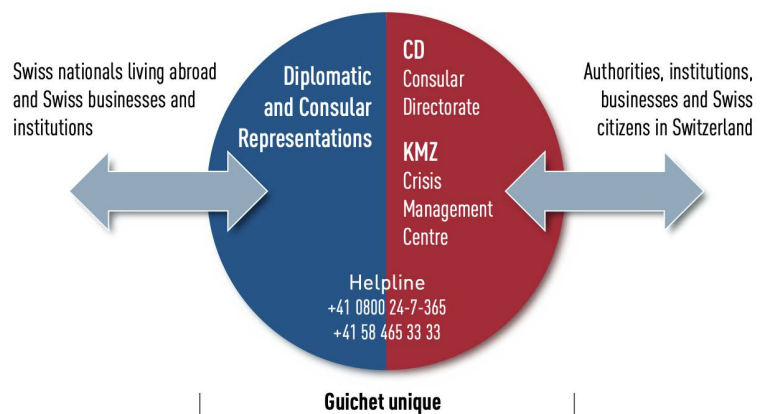 Swiss nationals living abroad
and Swiss businesses and
institutions
Diplomatic
and Consular
Representations
CD
Consular
Directorate
KMZ
Crisis
Management
Centre
Authorities, institutions,
businesses and Swiss
citizens in Switzerland
Helpline
+41 0800 24-7-365
+41 58 465 33 33
Guichet unique